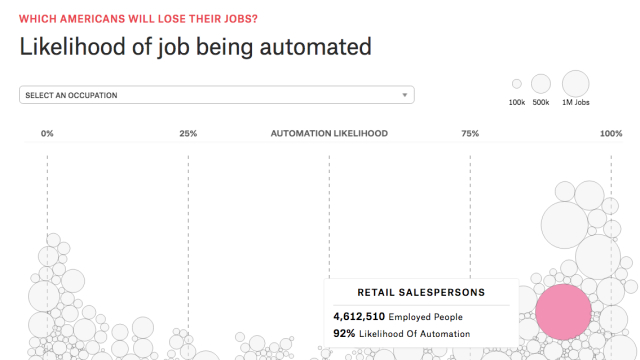 WHICH AMERICANS WILL LOSE THEIR JOBS?
Likelihood of job being automated
SELECT AN OCCUPATION
100k 500k 1M Jobs
0% 25% AUTOMATION LIKELIHOOD 75% 100%
RETAIL SALESPERSONS
4,612,510 Employed People
92% Likelihood Of Automation